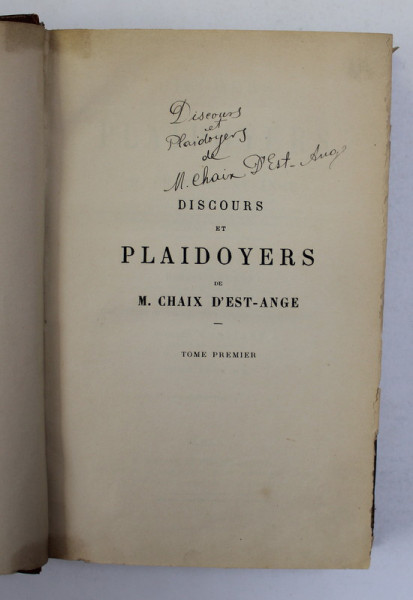 Discours
et
Plaidoyers
de
M. Chaix D'Est-Ange
DISCOURS
ET
PLAIDOYERS
DE
M. CHAIX D'EST-ANGE
TOME PREMIER